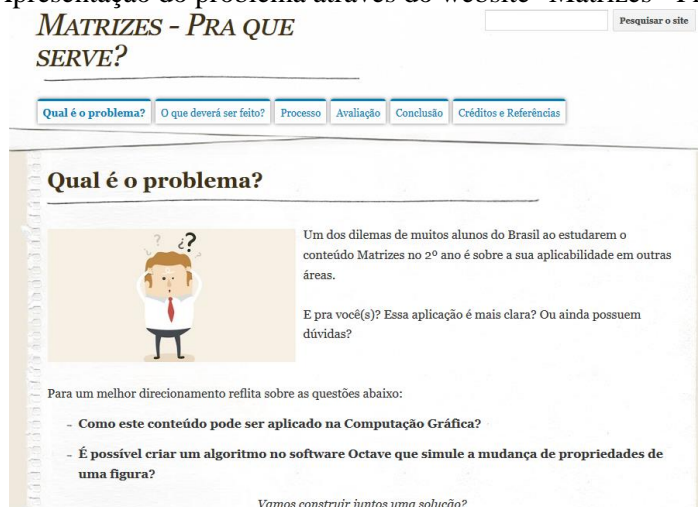 Apresentação do problema através do website "Matrizes - P
MATRIZES - PRA QUE
SERVE?
Pesquisar o site
Qual é o problema? O que deverá ser feito? Processo Avaliação Conclusão Créditos e Referências
Qual é o problema?
? ?
Um dos dilemas de muitos alunos do Brasil ao estudarem o
conteúdo Matrizes no 2º ano é sobre a sua aplicabilidade em outras
áreas.
E pra você(s)? Essa aplicação é mais clara? Ou ainda possuem
dúvidas?
Para um melhor direcionamento reflita sobre as questões abaixo:
– Como este conteúdo pode ser aplicado na Computação Gráfica?
– É possível criar um algoritmo no software Octave que simule a mudança de propriedades de
uma figura?
Vamos construir juntos uma solução?